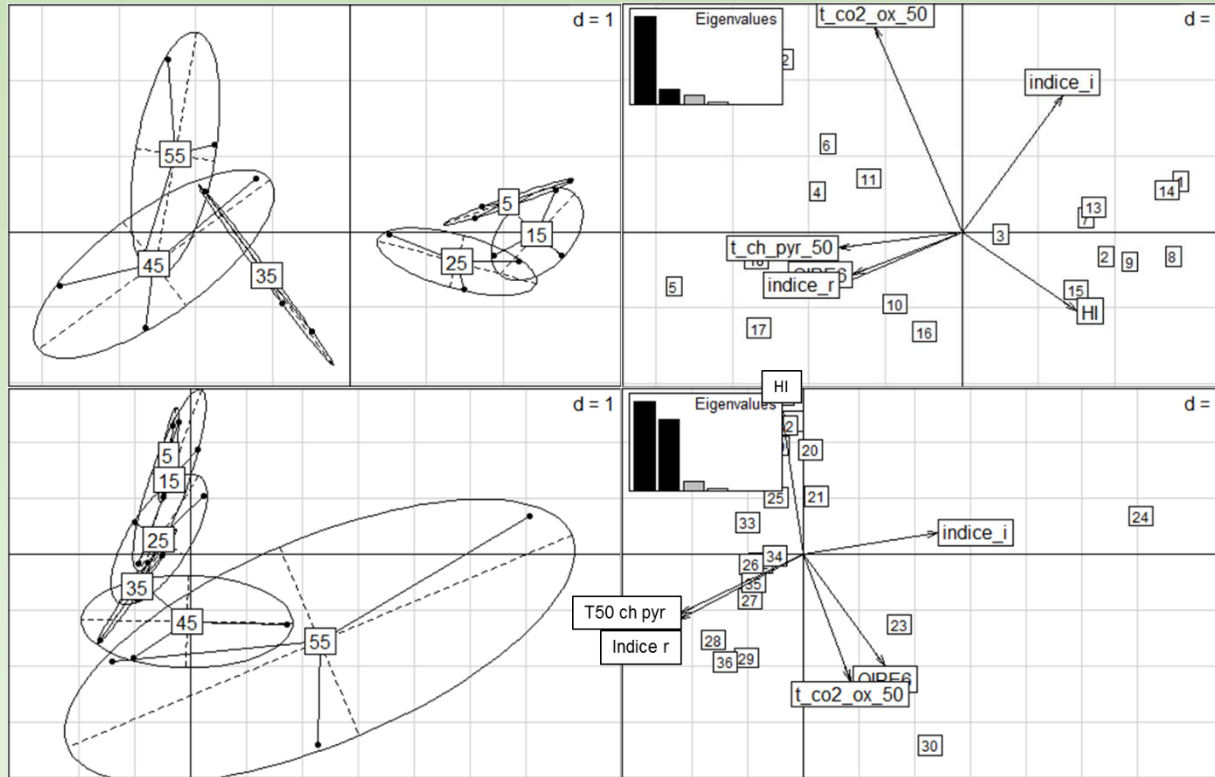 d = 1
55
45
35
5
15
25
Eigenvalues
t_co2_ox_50
d =
indice_i
2
6
11
4
1
14
13
7
3
t_ch_pyr_50
2
9
8
indice_r
5
15
HI
10
17
16
d = 1
5
15
25
35
45
55
HI
Eigenvalues
d =
2
20
25
21
33
24
indice_i
34
26
35
27
T50 ch pyr
Indice r
23
28
36
29
OIRE6
t_co2_ox_50
30